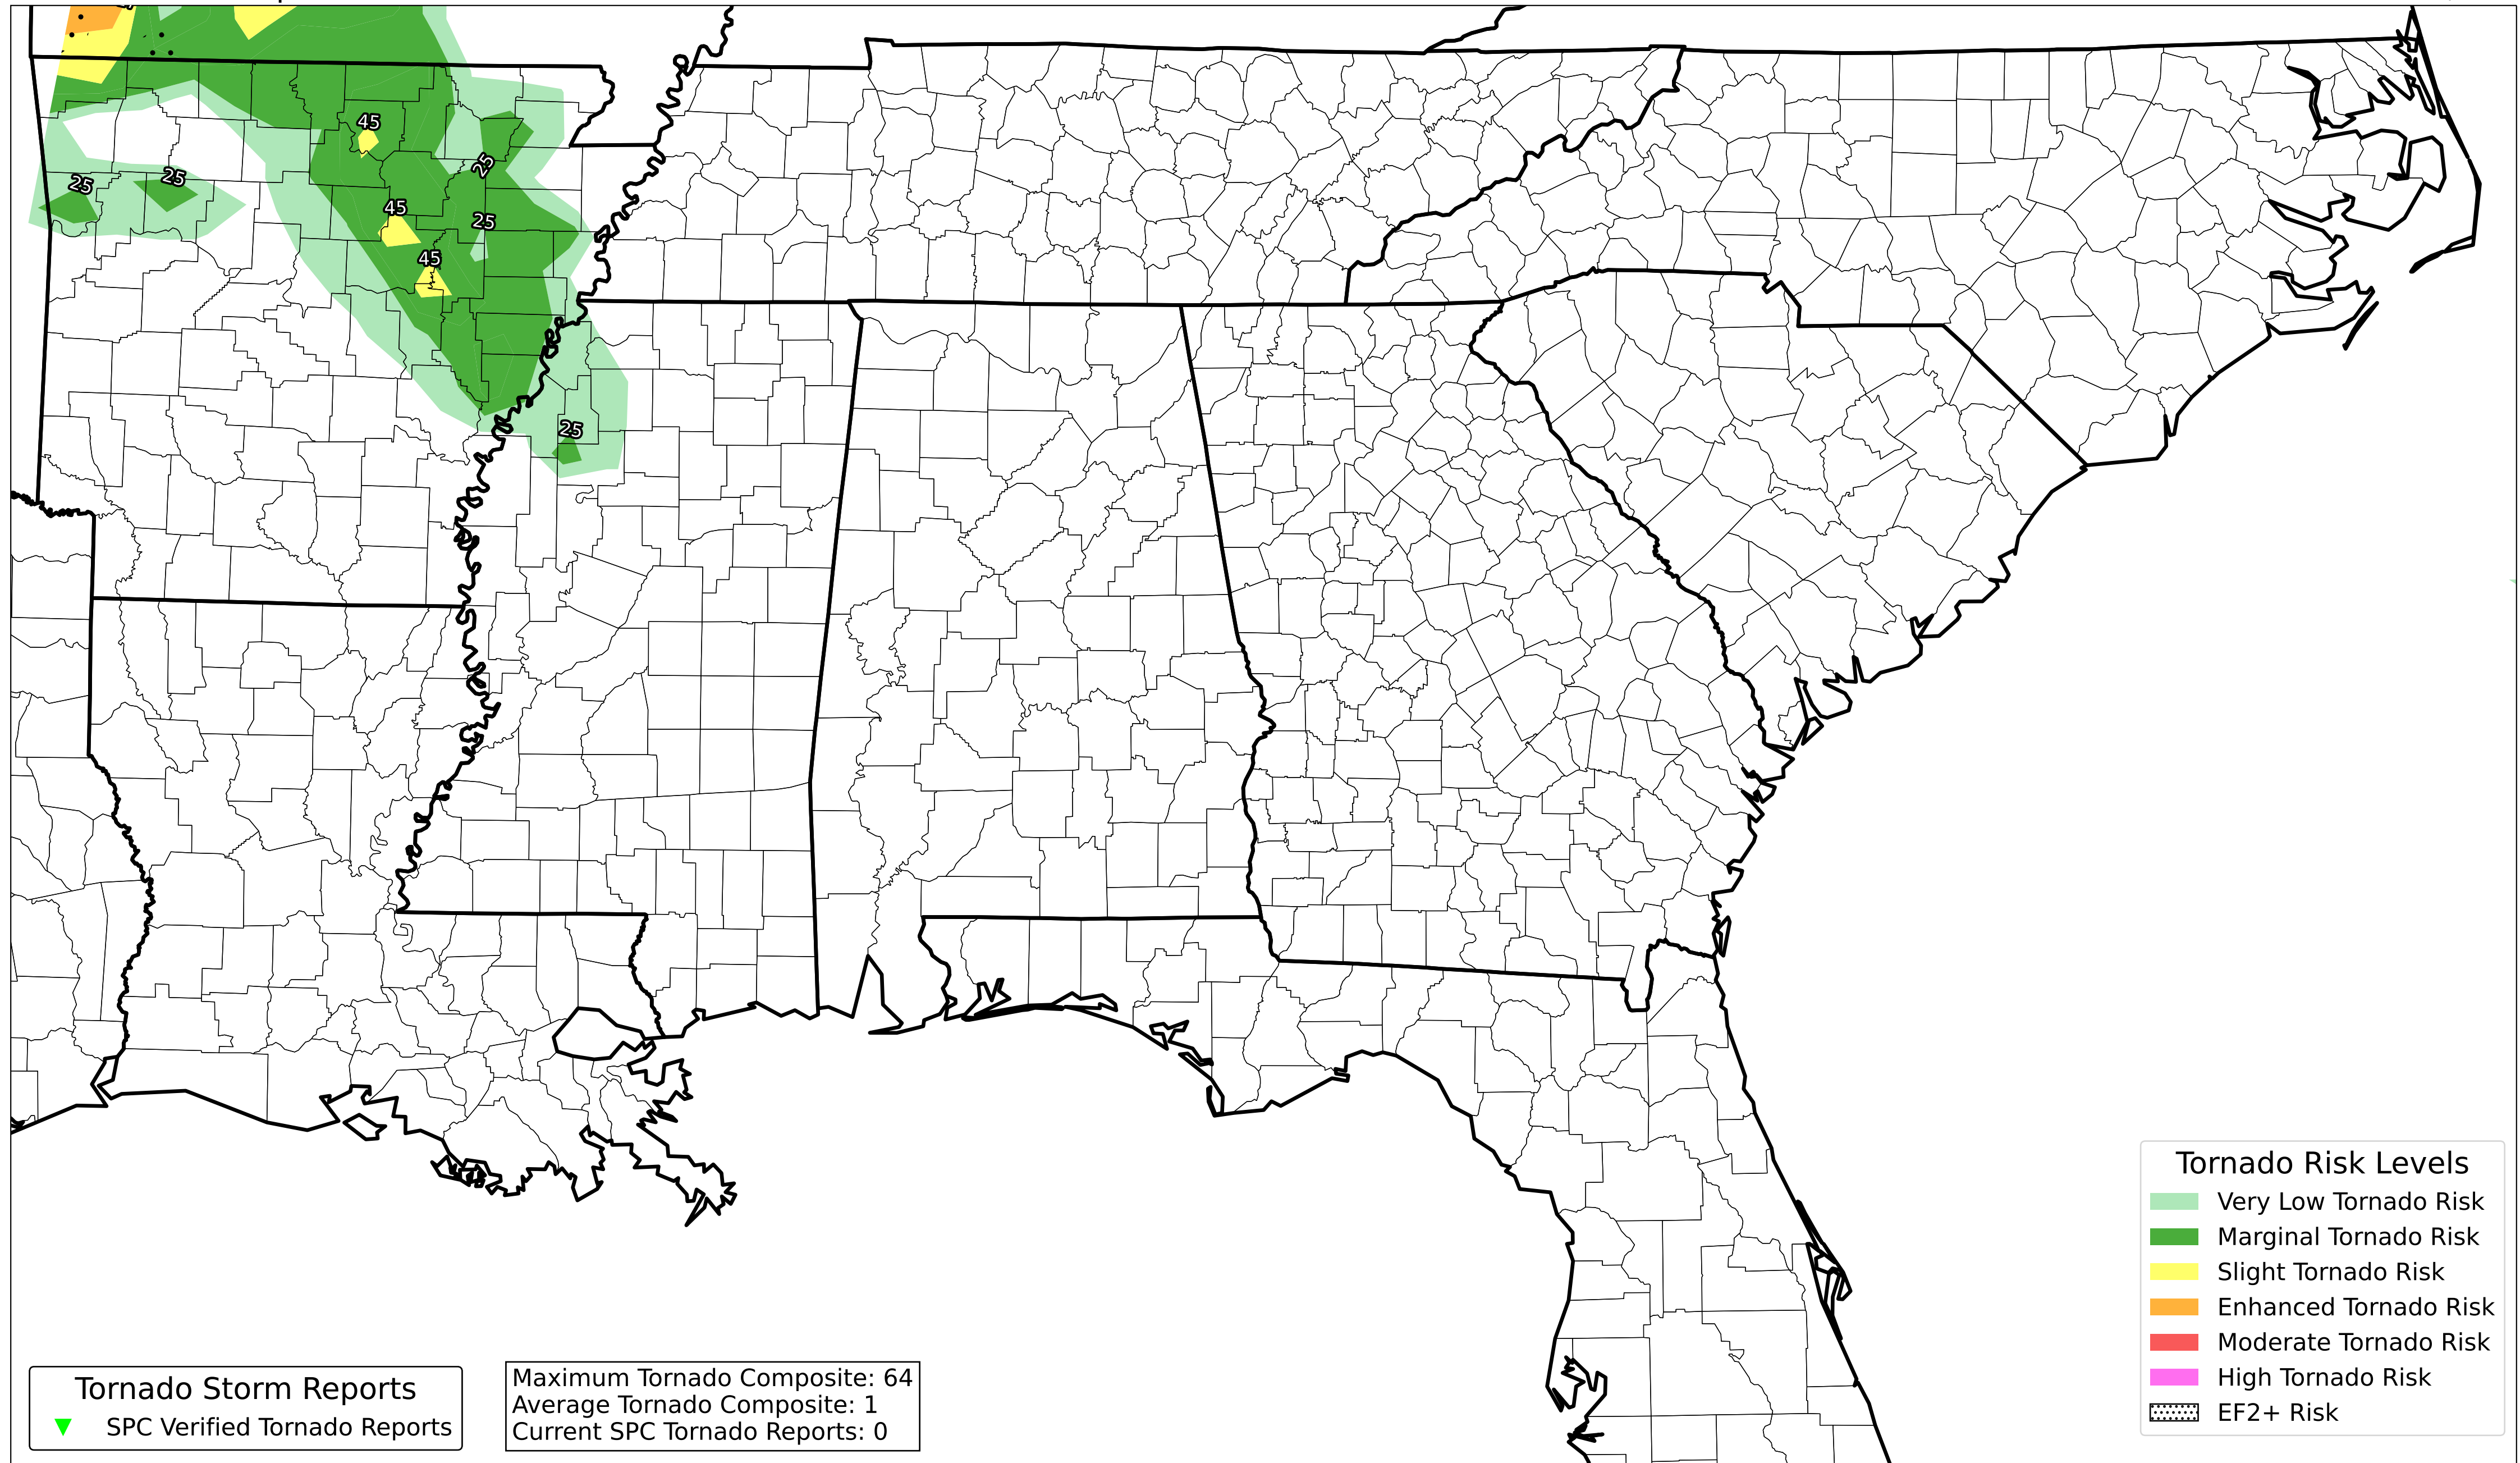 45
25
25
25
45
25
45
25
Tornado Risk Levels
Very Low Tornado Risk
Marginal Tornado Risk
Slight Tornado Risk
Enhanced Tornado Risk
Moderate Tornado Risk
High Tornado Risk
EF2+ Risk
Tornado Storm Reports
SPC Verified Tornado Reports
Maximum Tornado Composite: 64
Average Tornado Composite: 1
Current SPC Tornado Reports: 0